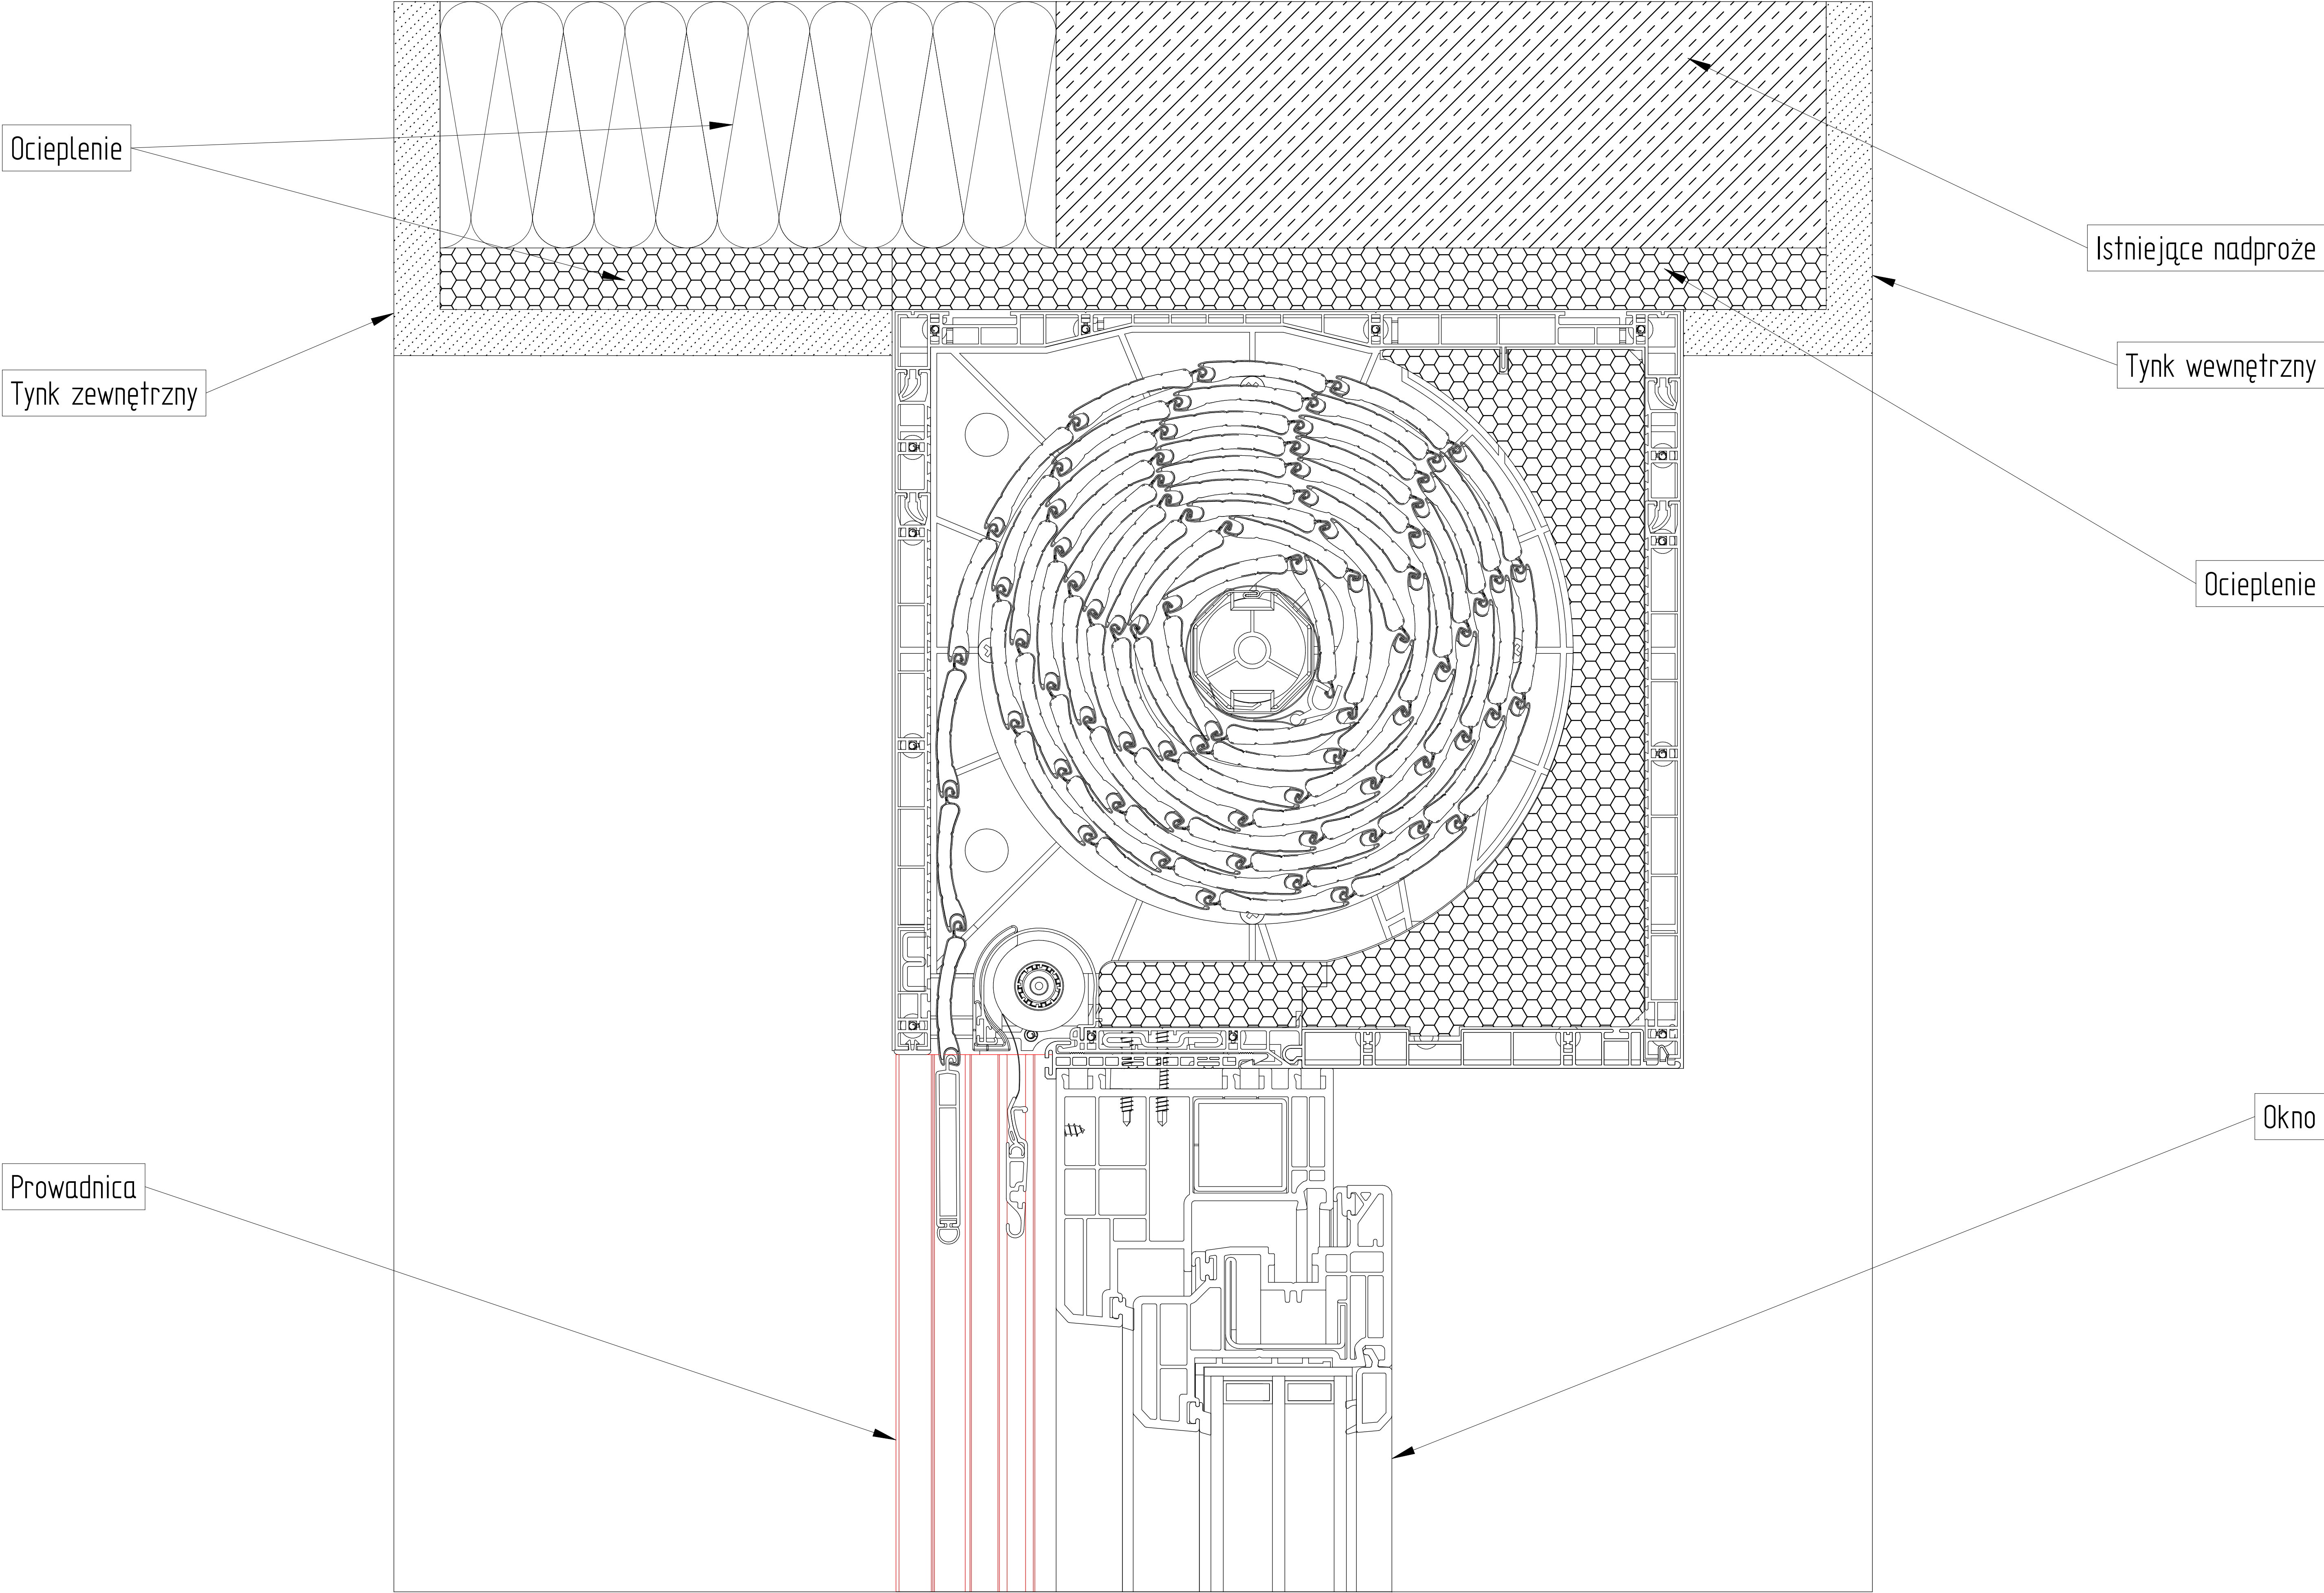 Ocieplenie
Istniejące nadproże
Tynk zewnętrzny
Tynk wewnętrzny
Ocieplenie
Okno
Prowadnica